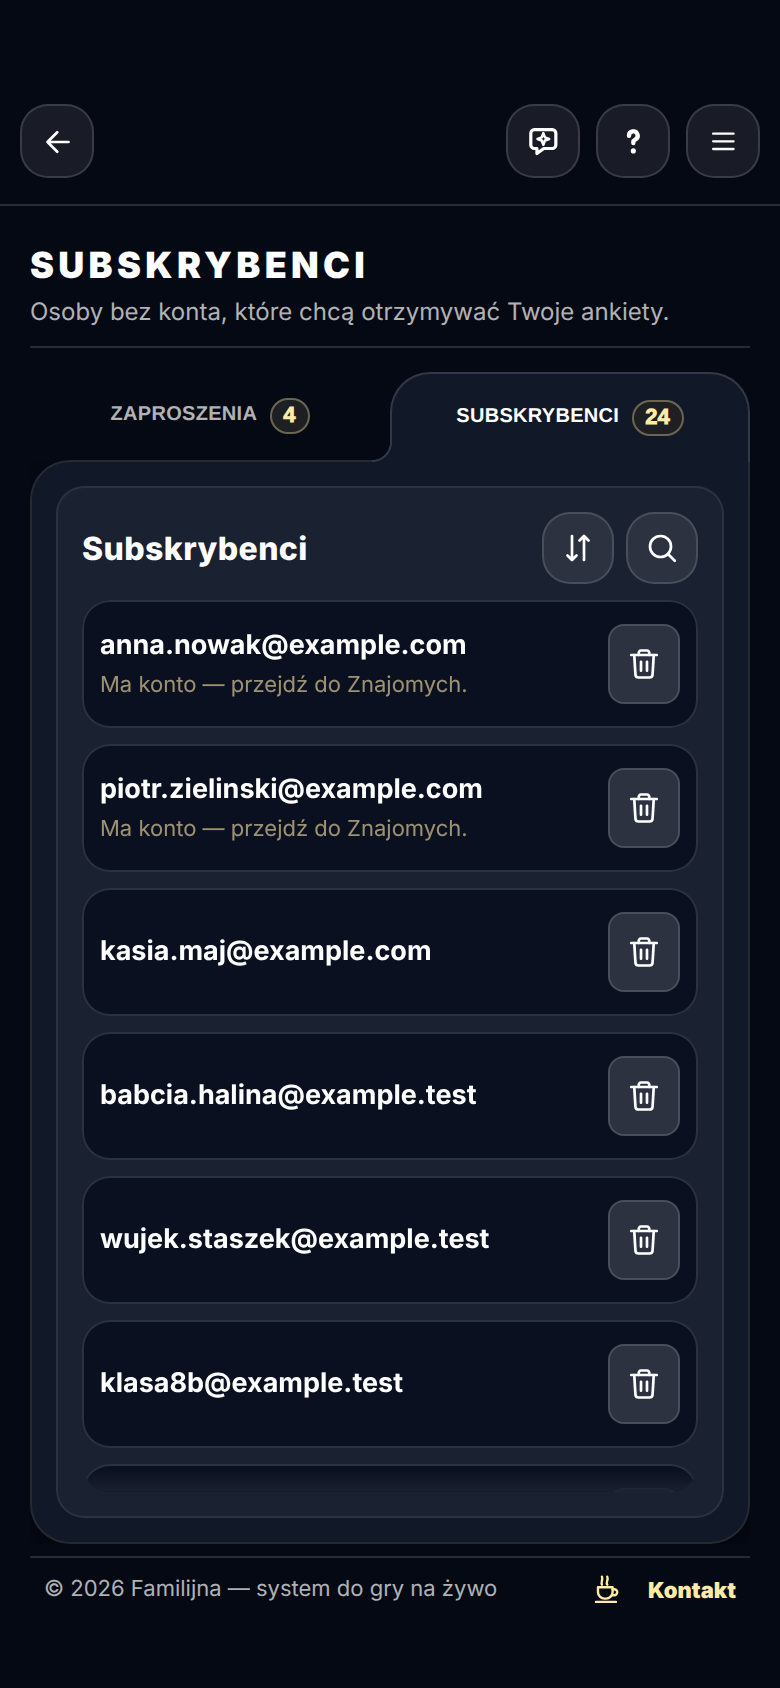 SUBSKRYBENCI
Osoby bez konta, które chcą otrzymywać Twoje ankiety.
ZAPROSZENIA 4
SUBSKRYBENCI 24
Subskrybenci
anna.nowak@example.com
Ma konto — przejdź do Znajomych.
piotr.zielinski@example.com
Ma konto — przejdź do Znajomych.
kasia.maj@example.com
babcia.halina@example.test
wujek.staszek@example.test
klasa8b@example.test
© 2026 Familijna — system do gry na żywo
Kontakt